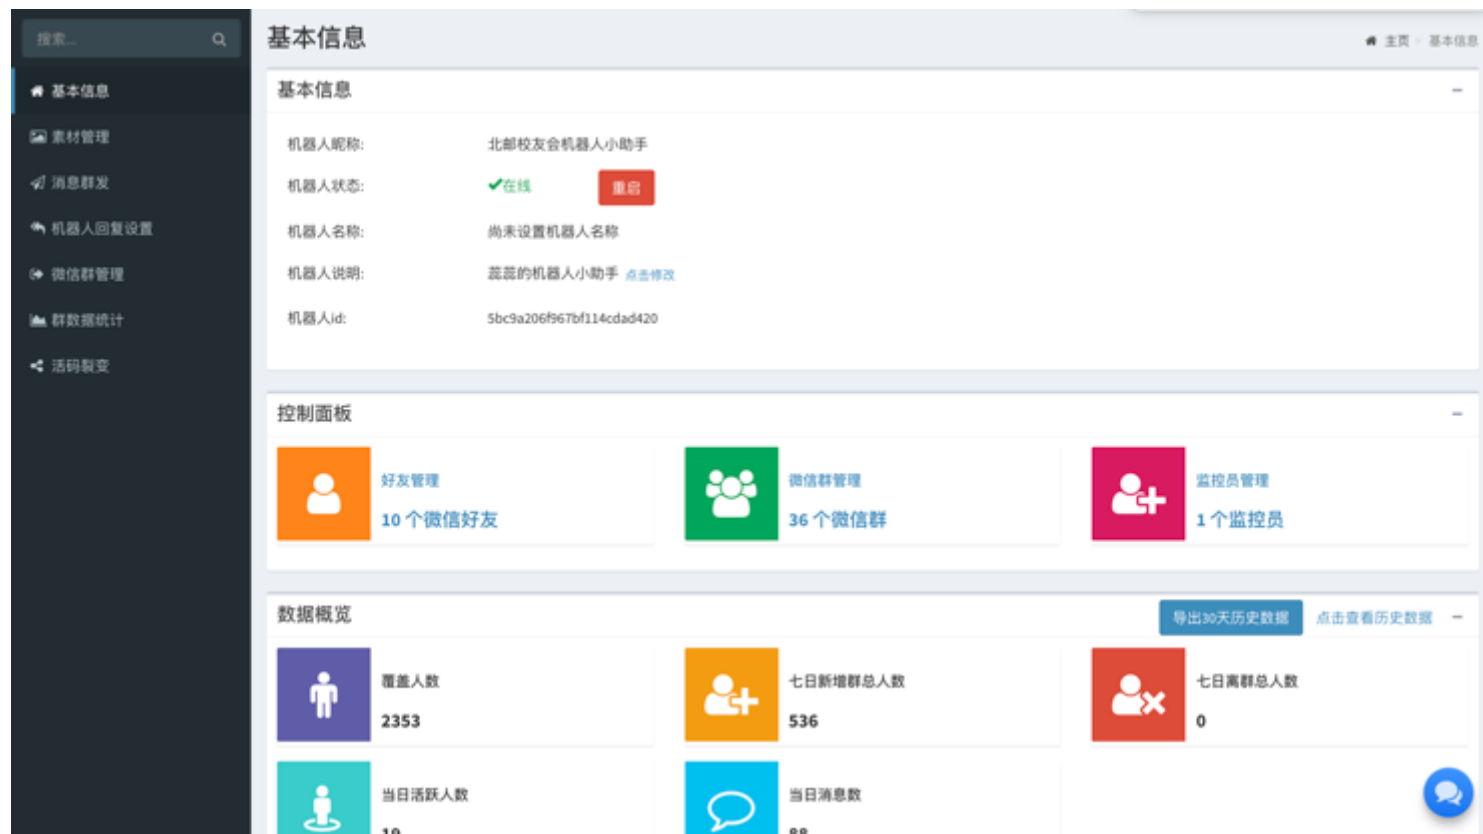 搜索...
基本信息
主页 > 基本信息
基本信息
素材管理
消息群发
机器人回复设置
微信群管理
群数据统计
活码裂变
基本信息
机器人昵称: 北邮校友会机器人小助手
机器人状态: 在线 重启
机器人名称: 尚未设置机器人名称
机器人说明: 蕊蕊的机器人小助手 点击修改
机器人id: 5bc9a206f967bf114cdad420
控制面板
好友管理
10 个微信好友
微信群管理
36 个微信群
监控员管理
1 个监控员
数据概览
导出30天历史数据 点击查看历史数据
覆盖人数
2353
七日新增群总人数
536
七日离群总人数
0
当日活跃人数
19
当日消息数
88